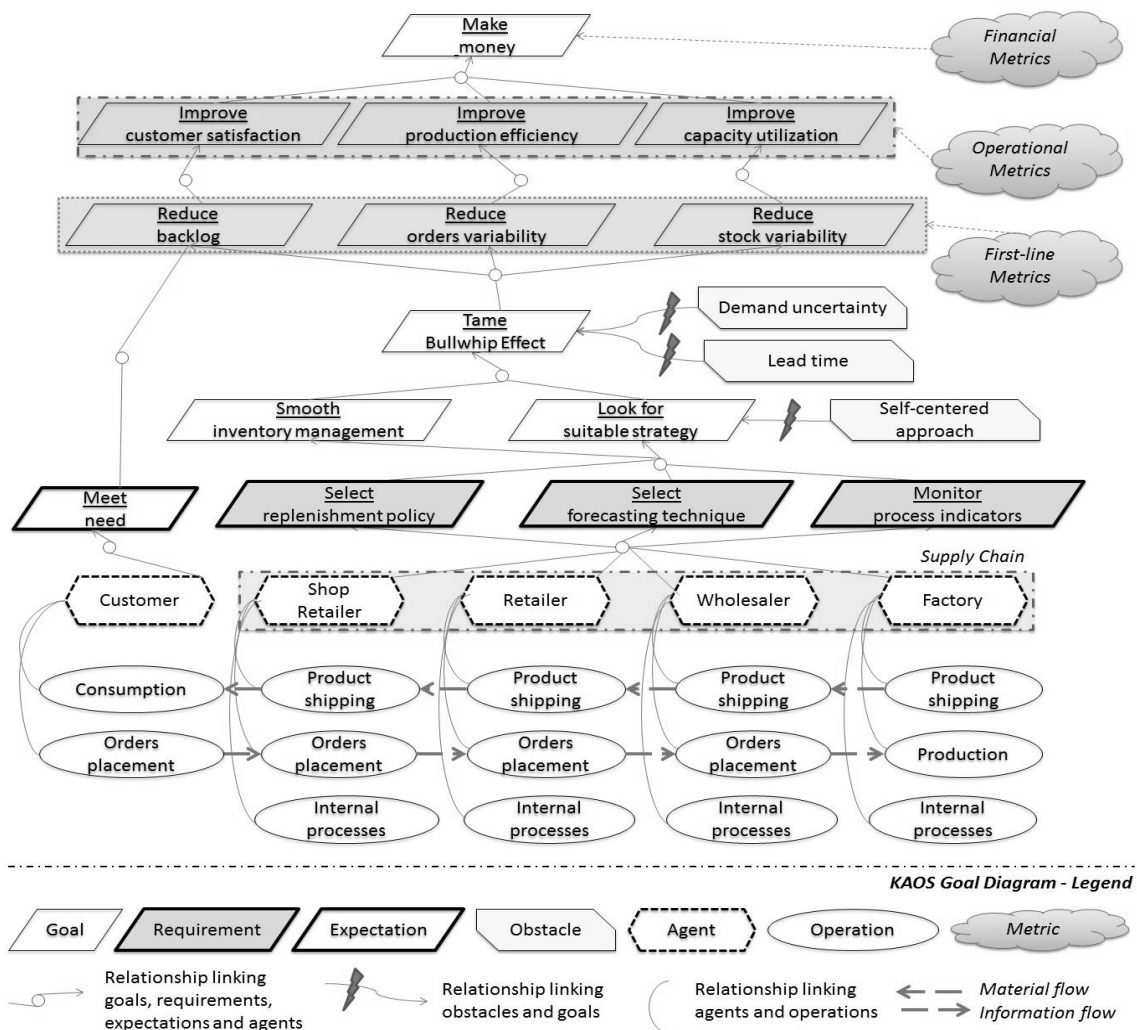 Make
money
Financial
Metrics
Improve
customer satisfaction
Improve
production efficiency
Improve
capacity utilization
Operational
Metrics
Reduce
backlog
Reduce
orders variability
Reduce
stock variability
First-line
Metrics
Tame
Bullwhip Effect
Demand uncertainty
Lead time
Smooth
inventory management
Look for
suitable strategy
Self-centered
approach
Meet
need
Select
replenishment policy
Select
forecasting technique
Monitor
process indicators
Supply Chain
Customer
Shop
Retailer
Retailer
Wholesaler
Factory
Consumption
Product
shipping
Product
shipping
Product
shipping
Product
shipping
Orders
placement
Orders
placement
Orders
placement
Orders
placement
Production
Internal
processes
Internal
processes
Internal
processes
Internal
processes
KAOS Goal Diagram - Legend
Goal
Requirement
Expectation
Obstacle
Agent
Operation
Metric
Relationship linking
goals, requirements,
expectations and agents
Relationship linking
obstacles and goals
Relationship linking
agents and operations
Material flow
Information flow